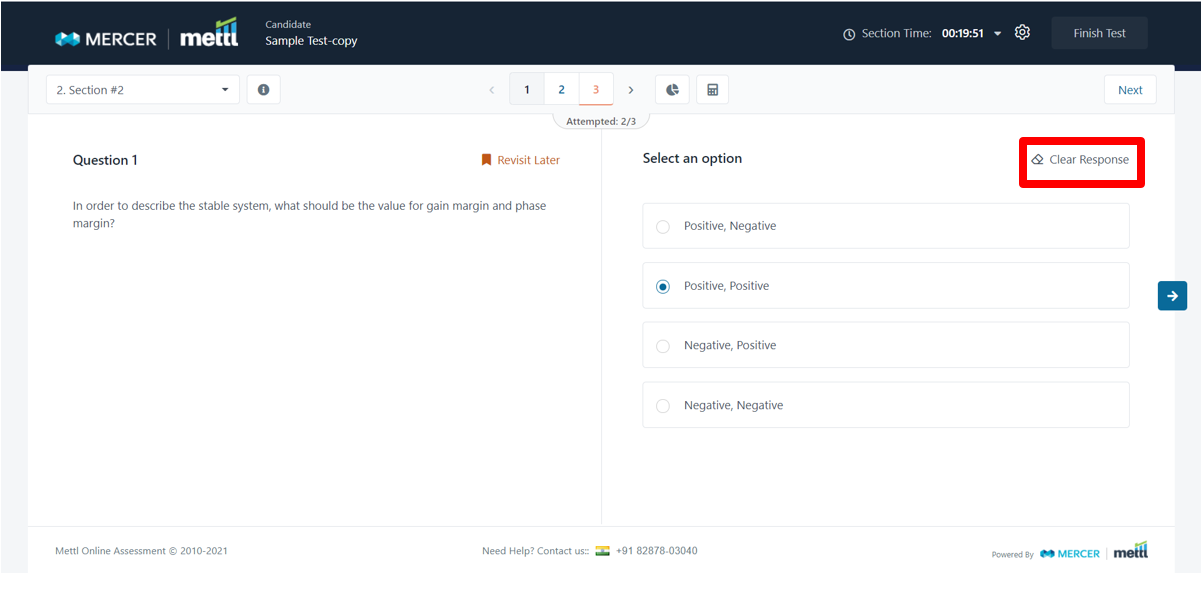 MERCER mettl
Candidate
Sample Test-copy
Section Time: 00:19:51
Finish Test
2. Section #2
1 2 3
Next
Attempted: 2/3
Question 1
Revisit Later
In order to describe the stable system, what should be the value for gain margin and phase
margin?
Select an option
Clear Response
Positive, Negative
Positive, Positive
Negative, Positive
Negative, Negative
Mettl Online Assessment © 2010-2021
Need Help? Contact us:: +91 82878-03040
Powered By MERCER mettl